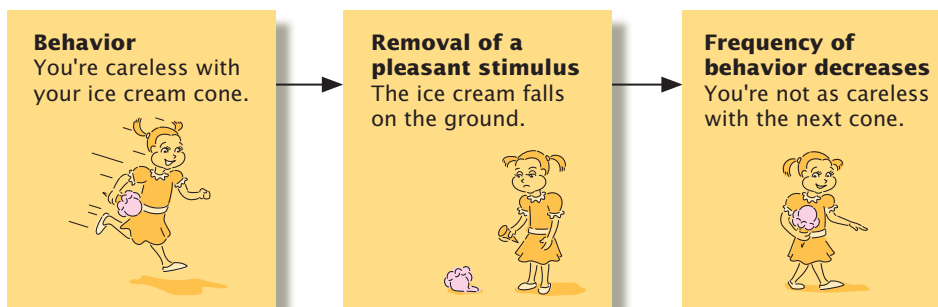 Behavior
You're careless with
your ice cream cone.
Removal of a
pleasant stimulus
The ice cream falls
on the ground.
Frequency of
behavior decreases
You're not as careless
with the next cone.